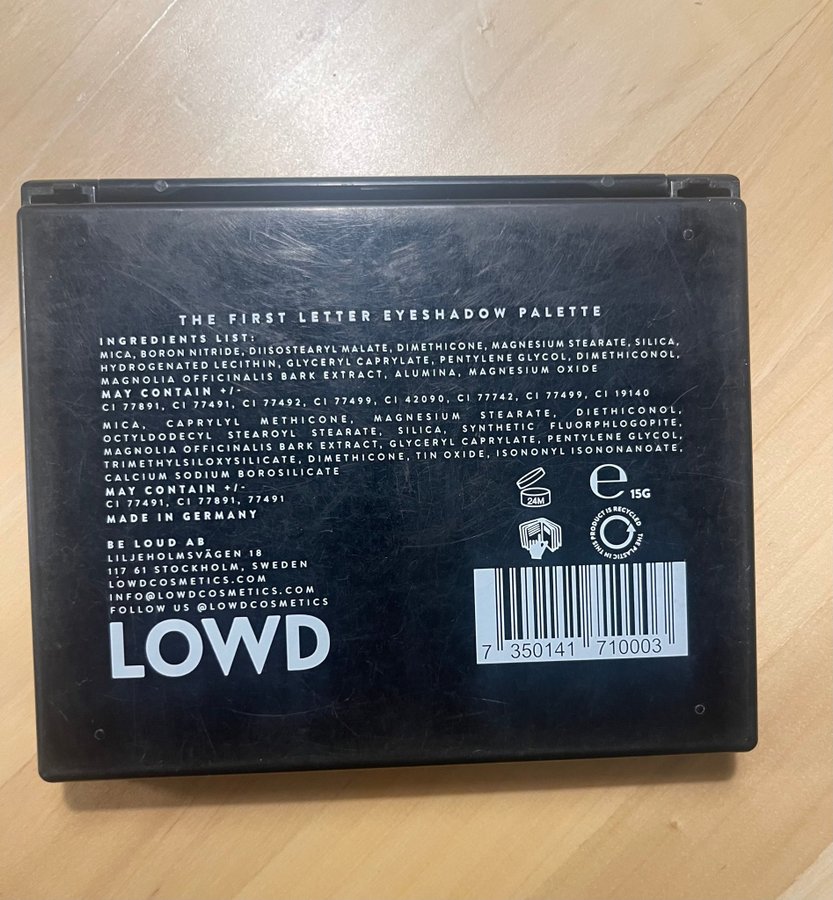 THE FIRST LETTER EYESHADOW PALETTE
INGREDIENTS LIST:
MICA, BORON NITRIDE, DIISOSTEARYL MALATE, DIMETHICONE, MAGNESIUM STEARATE, SILICA,
HYDROGENATED LECITHIN, GLYCERYL CAPRYLATE, PENTYLENE GLYCOL, DIMETHICONOL,
MAGNOLIA OFFICINALIS BARK EXTRACT, ALUMINA, MAGNESIUM OXIDE
MAY CONTAIN +/-
CI 77891, CI 77491, CI 77492, CI 77499, CI 42090, CI 77742, CI 77499, CI 19140
MICA, CAPRYLYL METHICONE, MAGNESIUM STEARATE, DIETHICONOL,
OCTYLDODECYL STEAROYL STEARATE, SILICA, SYNTHETIC FLUORPHLOGOPITE,
MAGNOLIA OFFICINALIS BARK EXTRACT, GLYCERYL CAPRYLATE, PENTYLENE GLYCOL,
TRIMETHYLSILOXYSILICATE, DIMETHICONE, TIN OXIDE, ISONONYL ISONONANOATE,
CALCIUM SODIUM BOROSILICATE
MAY CONTAIN +/-
CI 77491, CI 77891, 77491
MADE IN GERMANY
24M
e 15G
THE PLASTIC IN THIS PRODUCT IS RECYCLED
BE LOUD AB
LILJEHOLMSVÄGEN 18
117 61 STOCKHOLM, SWEDEN
LOWDCOSMETICS.COM
INFO@LOWDCOSMETICS.COM
FOLLOW US @LOWDCOSMETICS
LOWD
7 350141 710003